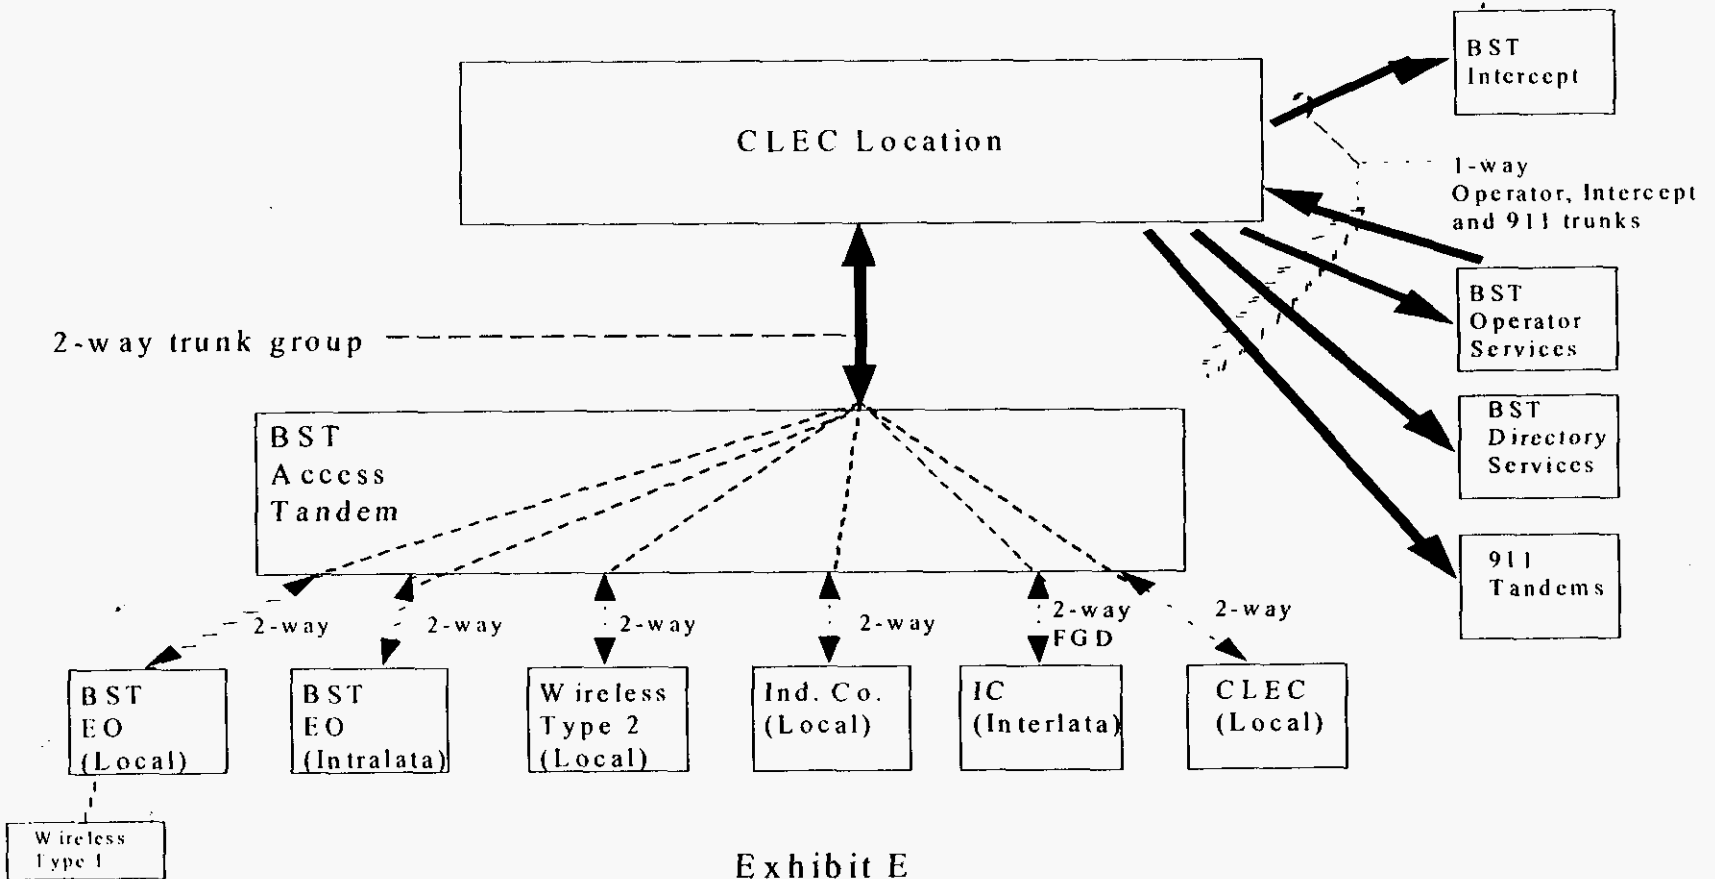 BST
Intercept
CLEC Location
1-way
Operator, Intercept
and 911 trunks
BST
Operator
Services
2-way trunk group
BST
Directory
Services
BST
Access
Tandem
911
Tandems
2-way
2-way
2-way
2-way
2-way
FGD
2-way
BST
EO
(Local)
BST
EO
(Intralata)
Wireless
Type 2
(Local)
Ind. Co.
(Local)
IC
(Interlata)
CLEC
(Local)
Wireless
Type 1
Exhibit E